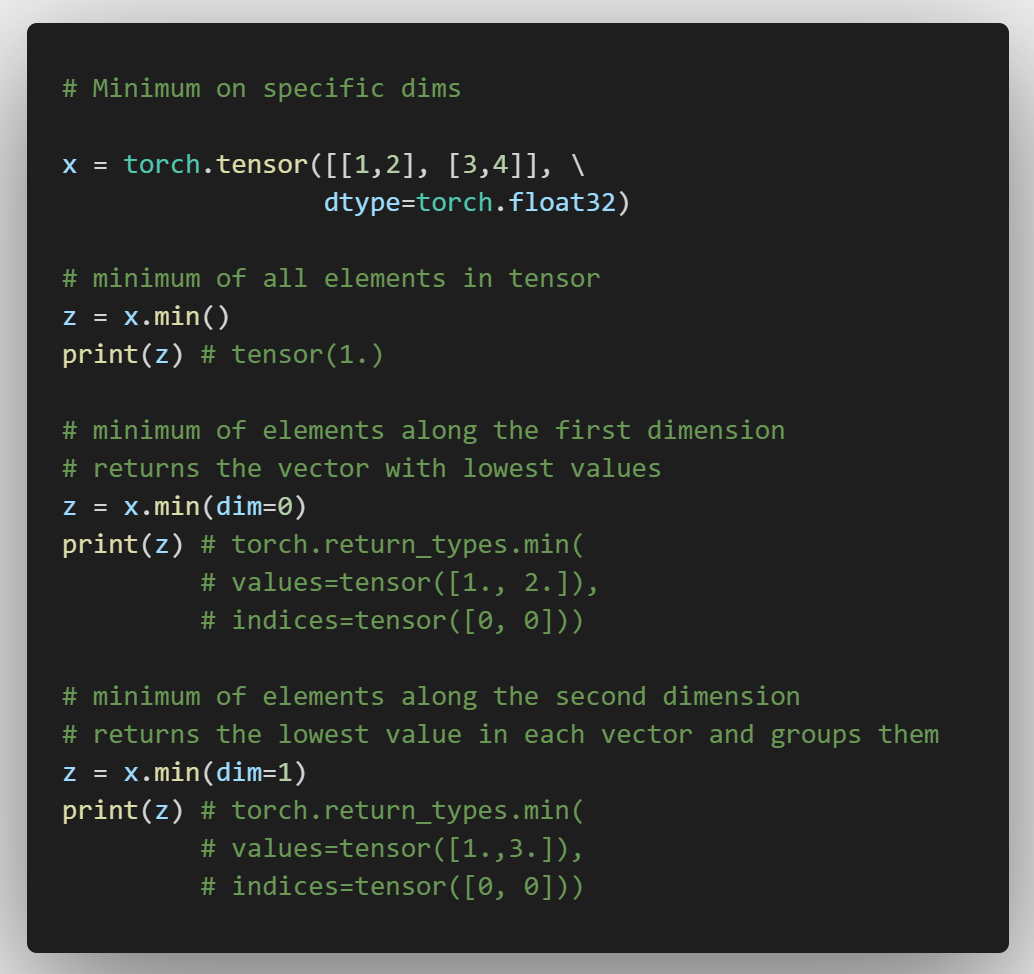 # Minimum on specific dims
x = torch.tensor([[1,2], [3,4]], \
dtype=torch.float32)
# minimum of all elements in tensor
z = x.min()
print(z) # tensor(1.)
# minimum of elements along the first dimension
# returns the vector with lowest values
z = x.min(dim=0)
print(z) # torch.return_types.min(
# values=tensor([1., 2.]),
# indices=tensor([0, 0]))
# minimum of elements along the second dimension
# returns the lowest value in each vector and groups them
z = x.min(dim=1)
print(z) # torch.return_types.min(
# values=tensor([1.,3.]),
# indices=tensor([0, 0]))